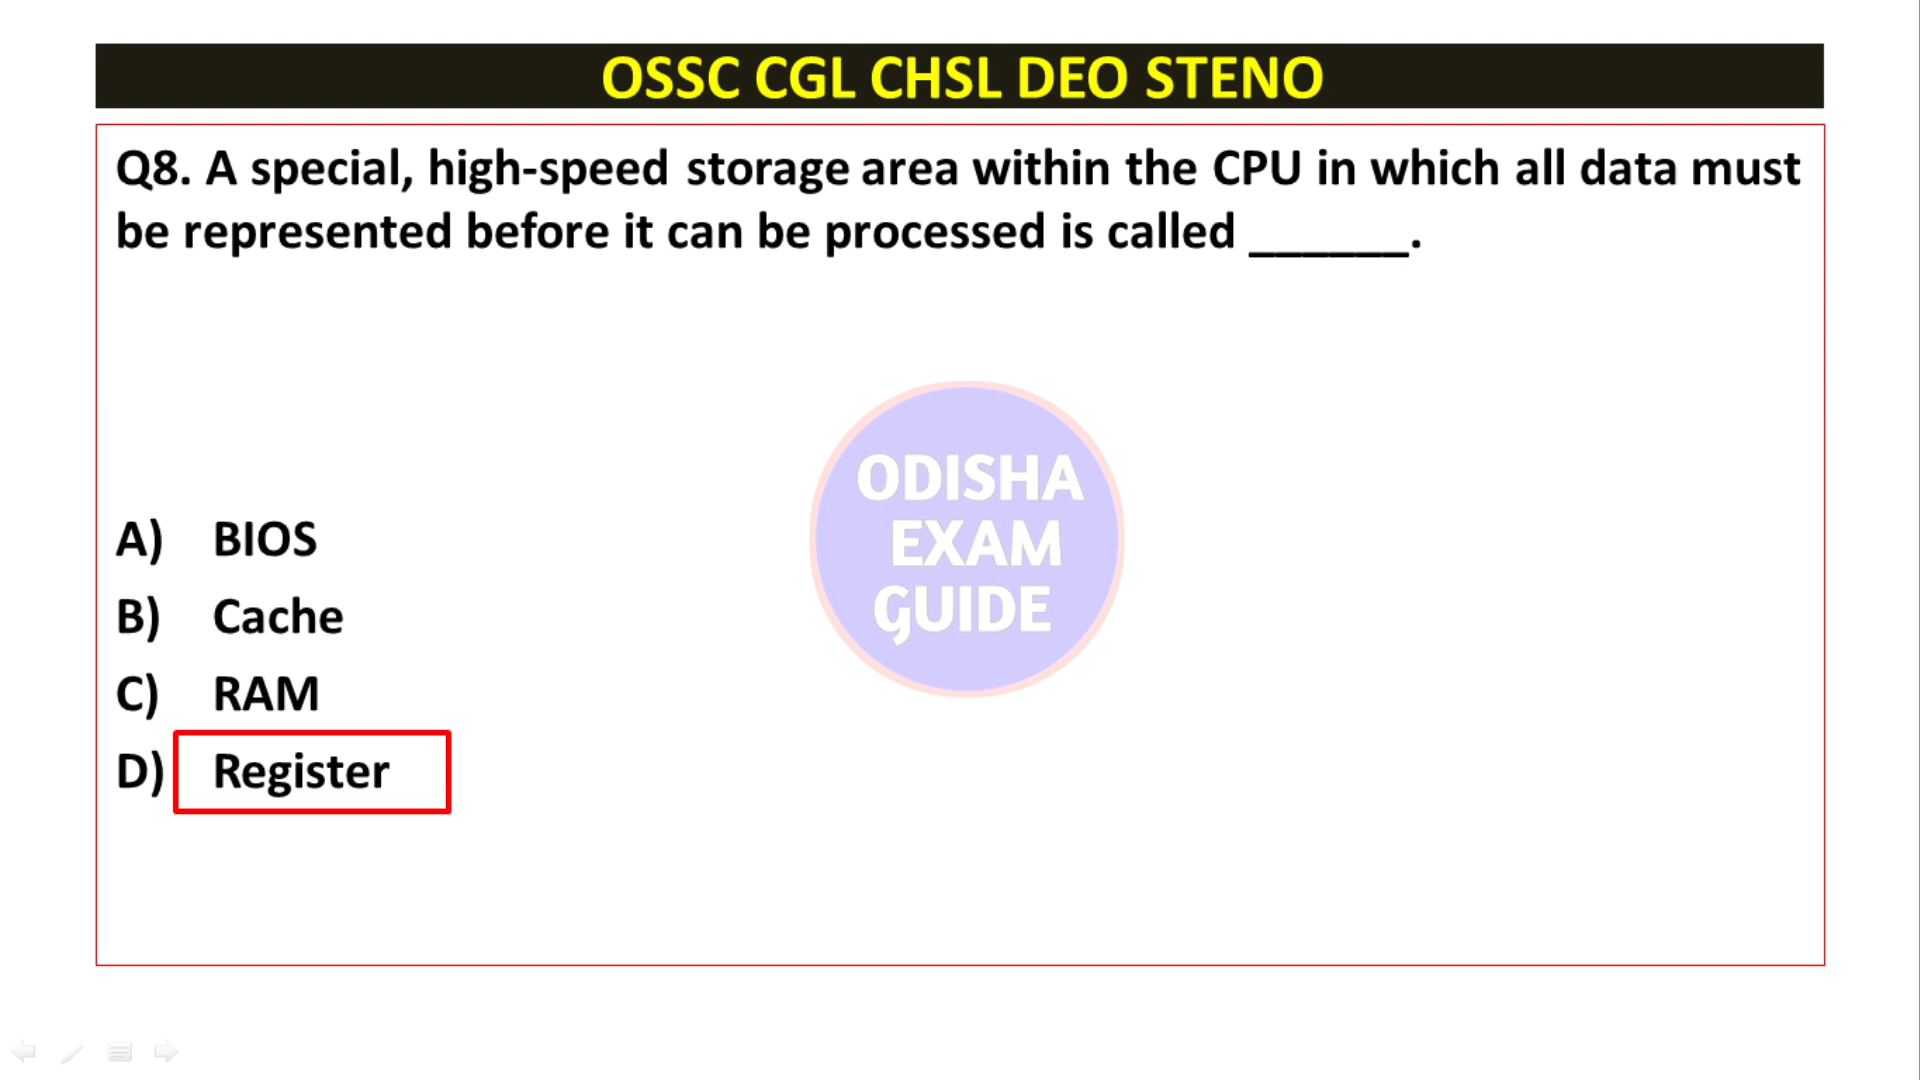 OSSC CGL CHSL DEO STENO
Q8. A special, high-speed storage area within the CPU in which all data must
be represented before it can be processed is called ______.
ODISHA
EXAM
GUIDE
A) BIOS
B) Cache
C) RAM
D) Register